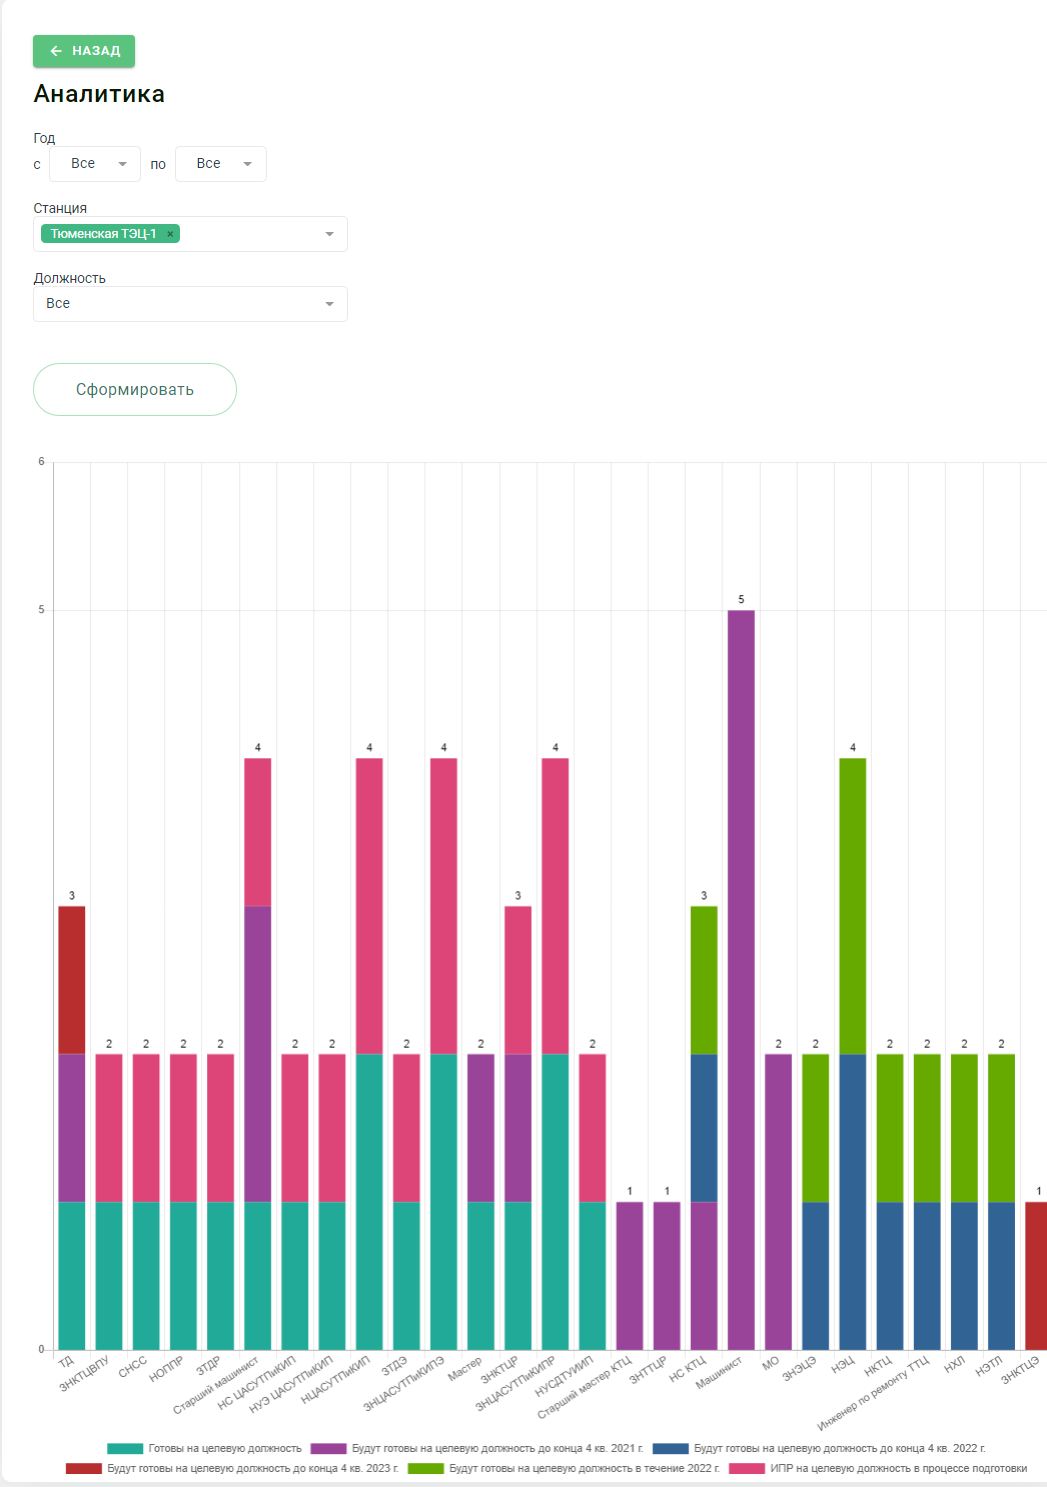 НАЗАД
Аналитика
Год
с Все по Все
Станция
Тюменская ТЭЦ-1 ×
Должность
Все
Сформировать
6
5
0
3 2 2 2 2 4 2 2 4 2 4 2 3 4 2 1 1 3 5 2 2 4 2 2 2 2 1
ТД
ЗНКТЦВПУ
СНСС
НОППР
ЗТДР
Старший машинист
НС ЦАСУТПиКИП
НУЭ ЦАСУТПиКИП
НЦАСУТПиКИП
ЗТДЭ
ЗНЦАСУТПиКИПЭ
Мастер
ЗНКТЦР
ЗНЦАСУТПиКИПР
НУСДТУИИП
Старший мастер КТЦ
ЗНТТЦР
НС КТЦ
Машинист
МО
ЗНЭЦЭ
НЭЦ
НКТЦ
Инженер по ремонту ТТЦ
НХЛ
НЭТЛ
ЗНКТЦЭ
Готовы на целевую должность Будут готовы на целевую должность до конца 4 кв. 2021 г. Будут готовы на целевую должность до конца 4 кв. 2022 г.
Будут готовы на целевую должность до конца 4 кв. 2023 г. Будут готовы на целевую должность в течение 2022 г. ИПР на целевую должность в процессе подготовки